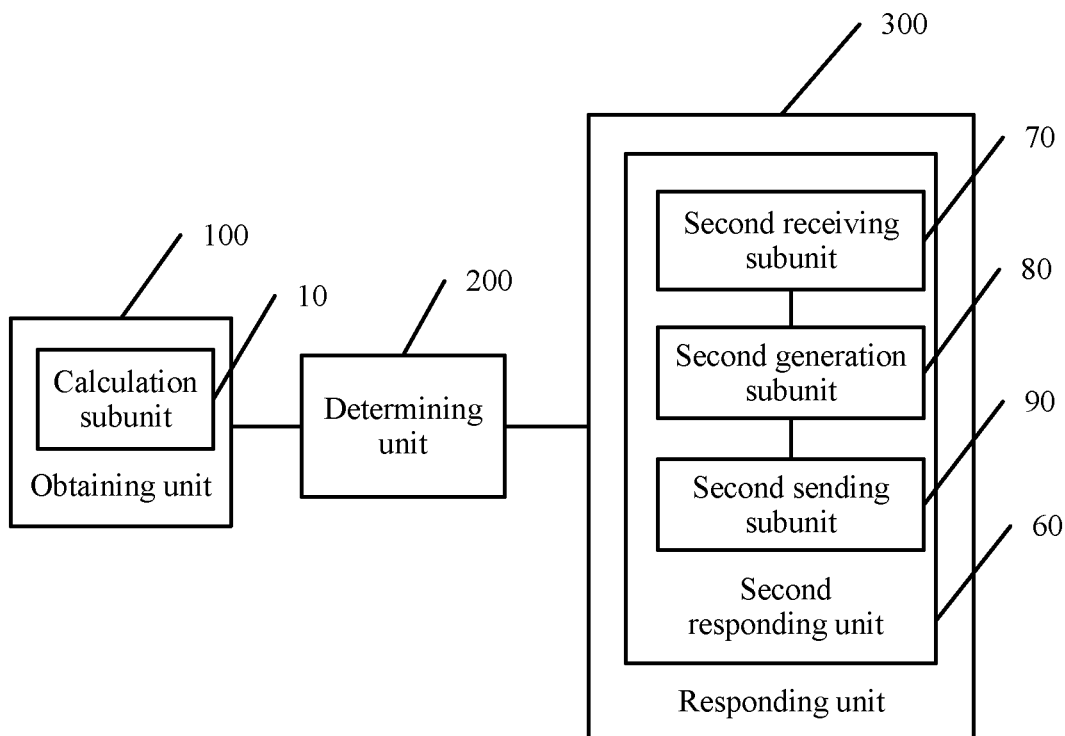 300
70
Second receiving
subunit
100
80
10
200
Second generation
subunit
Calculation
subunit
90
Determining
unit
Obtaining unit
Second sending
subunit
60
Second
responding unit
Responding unit